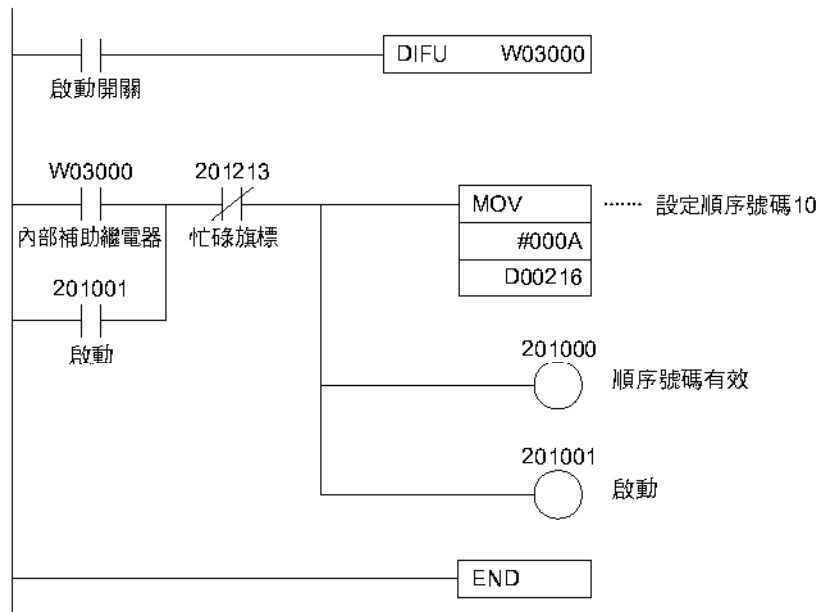 DIFU W03000
啟動開關
W03000 201213
MOV ······· 設定順序號碼10
內部補助繼電器 忙碌旗標 #000A
201001 D00216
啟動
201000
順序號碼有效
201001
啟動
END